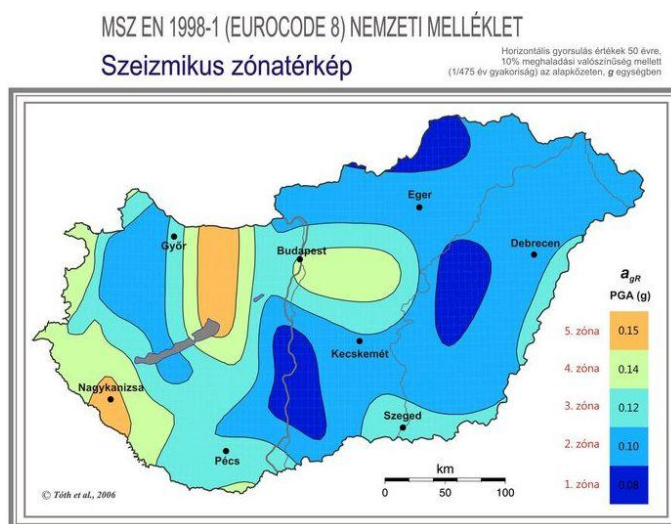 MSZ EN 1998-1 (EUROCODE 8) NEMZETI MELLÉKLET
Szeizmikus zónatérkép
Horizontális gyorsulás értékek 50 évre,
10% meghaladási valószínűség mellett
(1/475 év gyakoriság) az alapkőzeten, g egységben
Eger
Győr
Budapest
Debrecen
Kecskemét
Nagykanizsa
Szeged
Pécs
agR
PGA (g)
5. zóna 0.15
4. zóna 0.14
3. zóna 0.12
2. zóna 0.10
1. zóna 0.08
km
0 50 100
© Tóth et al., 2006